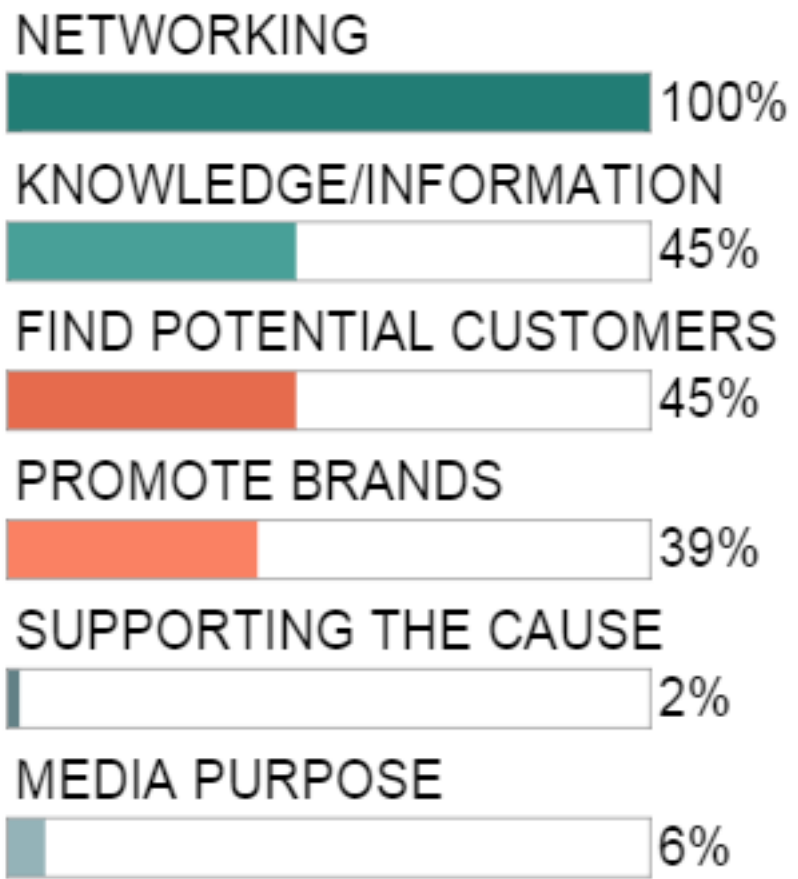 NETWORKING
100%
KNOWLEDGE/INFORMATION
45%
FIND POTENTIAL CUSTOMERS
45%
PROMOTE BRANDS
39%
SUPPORTING THE CAUSE
2%
MEDIA PURPOSE
6%